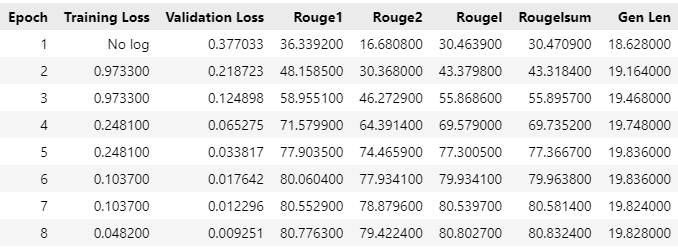 Epoch Training Loss Validation Loss Rouge1 Rouge2 Rougel Rougelsum Gen Len
1 No log 0.377033 36.339200 16.680800 30.463900 30.470900 18.628000
2 0.973300 0.218723 48.158500 30.368000 43.379800 43.318400 19.164000
3 0.973300 0.124898 58.955100 46.272900 55.868600 55.895700 19.468000
4 0.248100 0.065275 71.579900 64.391400 69.579000 69.735200 19.748000
5 0.248100 0.033817 77.903500 74.465900 77.300500 77.366700 19.836000
6 0.103700 0.017642 80.060400 77.934100 79.934100 79.963800 19.836000
7 0.103700 0.012296 80.552900 78.879600 80.539700 80.581400 19.824000
8 0.048200 0.009251 80.776300 79.422400 80.802700 80.832400 19.828000